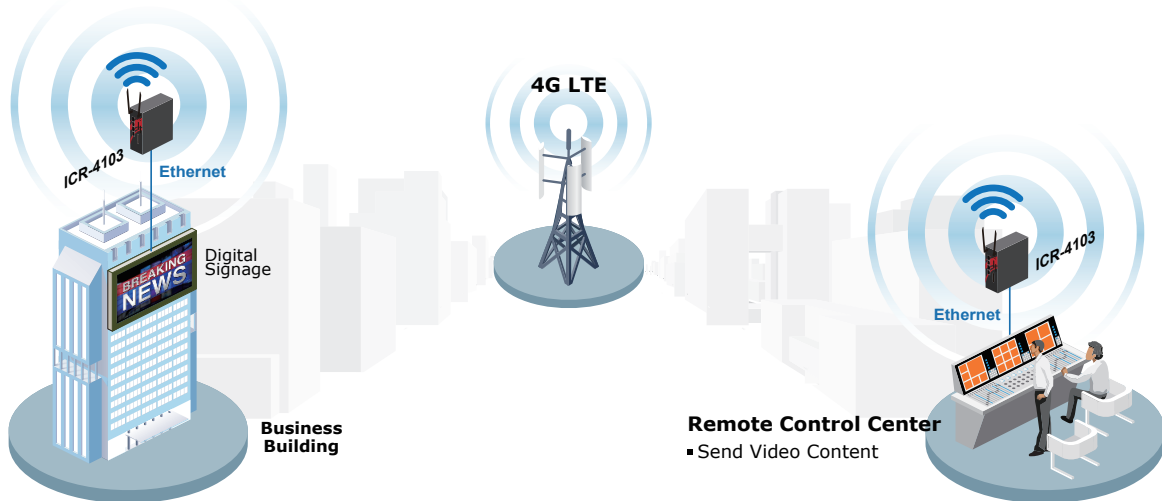 4G LTE
ICR-4103
Ethernet
Digital
Signage
BREAKING
NEWS
Business
Building
ICR-4103
Ethernet
Remote Control Center
▪ Send Video Content